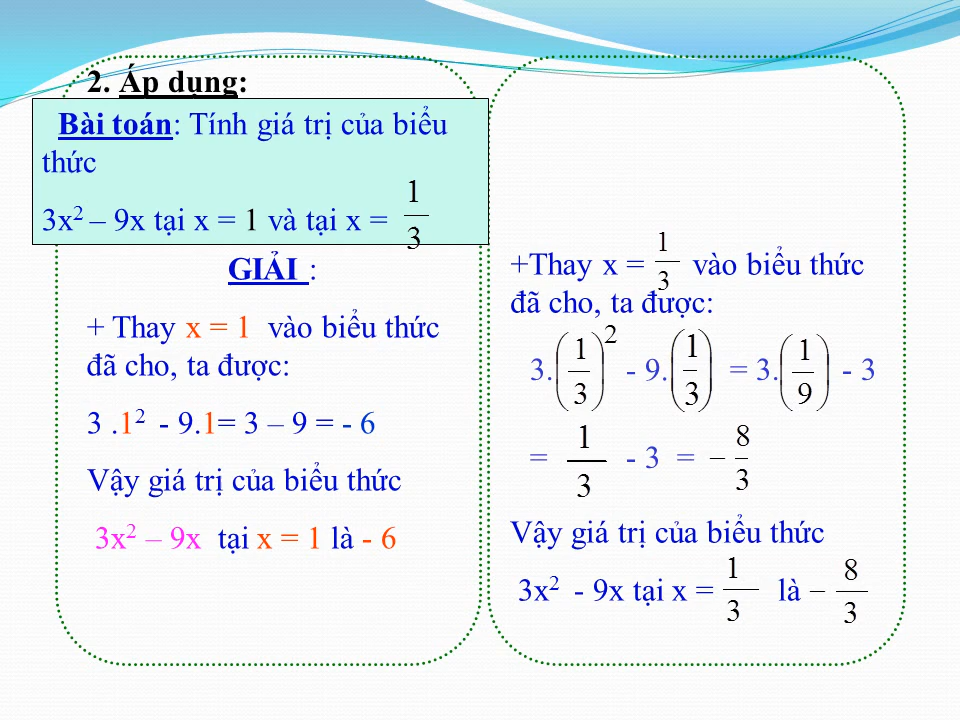 2. Áp dụng:
Bài toán: Tính giá trị của biểu
thức
3x² – 9x tại x = 1 và tại x = 1/3
GIẢI :
+ Thay x = 1 vào biểu thức
đã cho, ta được:
3 .1² - 9.1= 3 – 9 = - 6
Vậy giá trị của biểu thức
3x² – 9x tại x = 1 là - 6
+Thay x = 1/3 vào biểu thức
đã cho, ta được:
3.(1/3)² - 9.(1/3) = 3.(1/9) - 3
= 1/3 - 3 = – 8/3
Vậy giá trị của biểu thức
3x² - 9x tại x = 1/3 là – 8/3